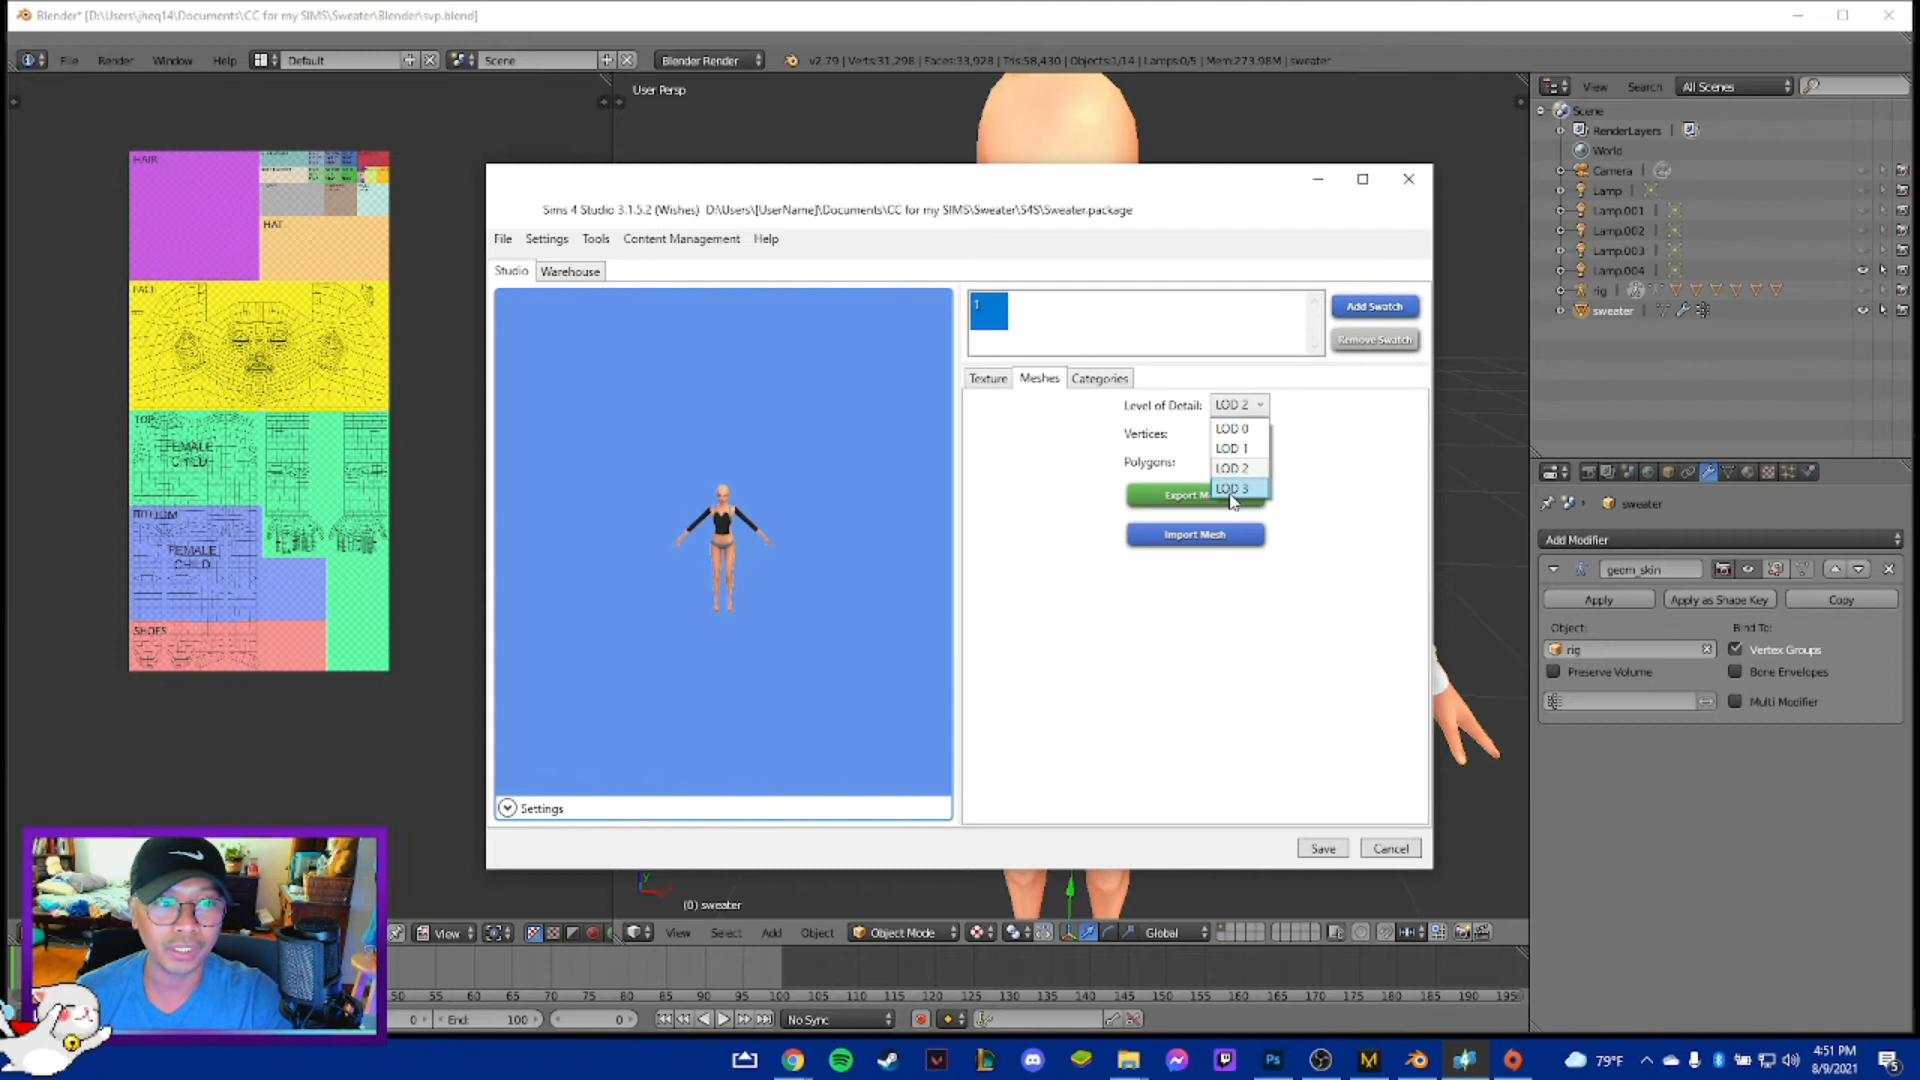 Blender* [D:\Users\jheq14\Documents\CC for my SIMS\Sweater\Blender\svp.blend]
File Render Window Help Default Scene Blender Render v2.79 | Verts:31,298 | Faces:33,928 | Tris:58,430 | Objects:1/14 | Lamps:0/5 | Mem:273.98M | sweater
View Search All Scenes
User Persp
Scene
RenderLayers
World
Camera
Lamp
Lamp.001
Lamp.002
Lamp.003
Lamp.004
rig
sweater
HAIR
HAT
FACE
TOP
FEMALE
CHILD
BOTTOM
FEMALE
CHILD
SHOES
Sims 4 Studio 3.1.5.2 (Wishes) D:\Users\[UserName]\Documents\CC for my SIMS\Sweater\S4S\Sweater.package
File Settings Tools Content Management Help
Studio Warehouse
1
Add Swatch
Remove Swatch
Texture Meshes Categories
Level of Detail: LOD 2
LOD 0
Vertices:
LOD 1
Polygons:
LOD 2
LOD 3
Export M
Import Mesh
Settings
Save Cancel
sweater
Add Modifier
geom_skin
Apply Apply as Shape Key Copy
Object: Bind To:
rig Vertex Groups
Preserve Volume Bone Envelopes
Multi Modifier
(0) sweater
View View Select Add Object Object Mode Global
50 55 60 65 70 75 80 85 90 95 100 105 110 115 120 125 130 135 140 145 150 155 160 165 170 175 180 185 190 195
0 End: 100 0 No Sync
79°F
4:51 PM
8/9/2021
5